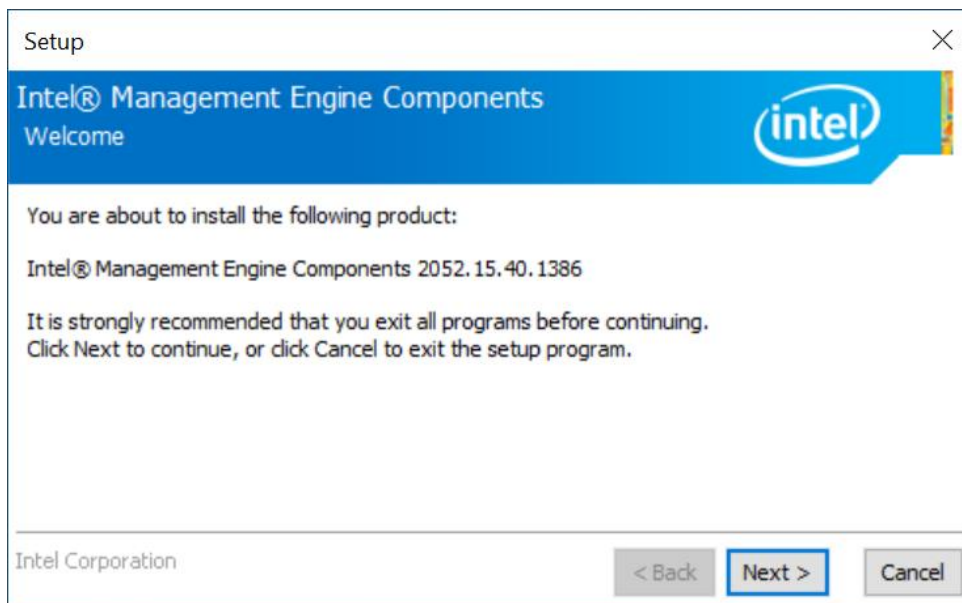 Setup
Intel® Management Engine Components
Welcome
intel
You are about to install the following product:
Intel® Management Engine Components 2052.15.40.1386
It is strongly recommended that you exit all programs before continuing.
Click Next to continue, or click Cancel to exit the setup program.
Intel Corporation
< Back Next > Cancel